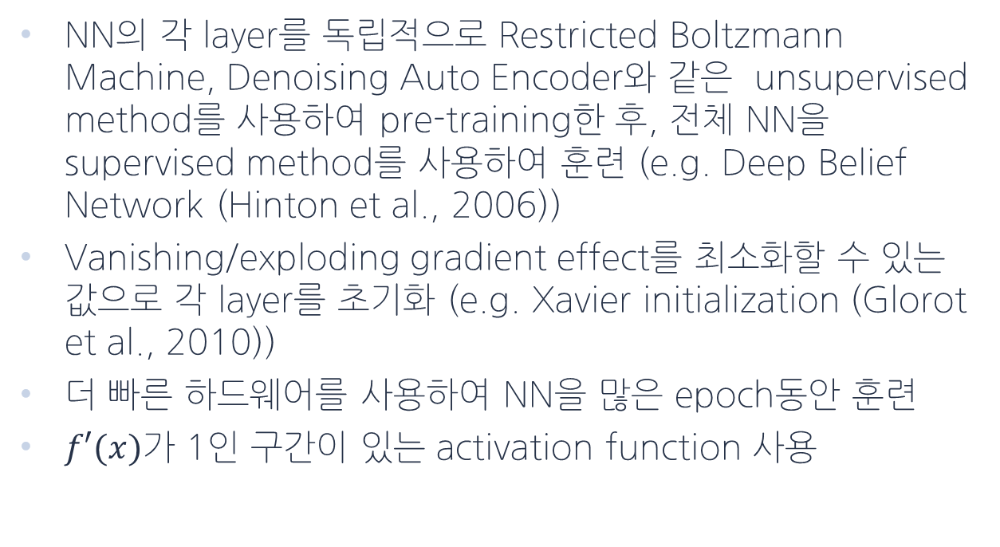 • NN의 각 layer를 독립적으로 Restricted Boltzmann
Machine, Denoising Auto Encoder와 같은 unsupervised
method를 사용하여 pre-training한 후, 전체 NN을
supervised method를 사용하여 훈련 (e.g. Deep Belief
Network (Hinton et al., 2006))
• Vanishing/exploding gradient effect를 최소화할 수 있는
값으로 각 layer를 초기화 (e.g. Xavier initialization (Glorot
et al., 2010))
• 더 빠른 하드웨어를 사용하여 NN을 많은 epoch동안 훈련
• f′(x)가 1인 구간이 있는 activation function 사용